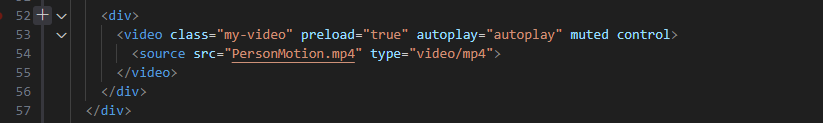 52 <div>
53 <video class="my-video" preload="true" autoplay="autoplay" muted control>
54 <source src="PersonMotion.mp4" type="video/mp4">
55 </video>
56 </div>
57 </div>